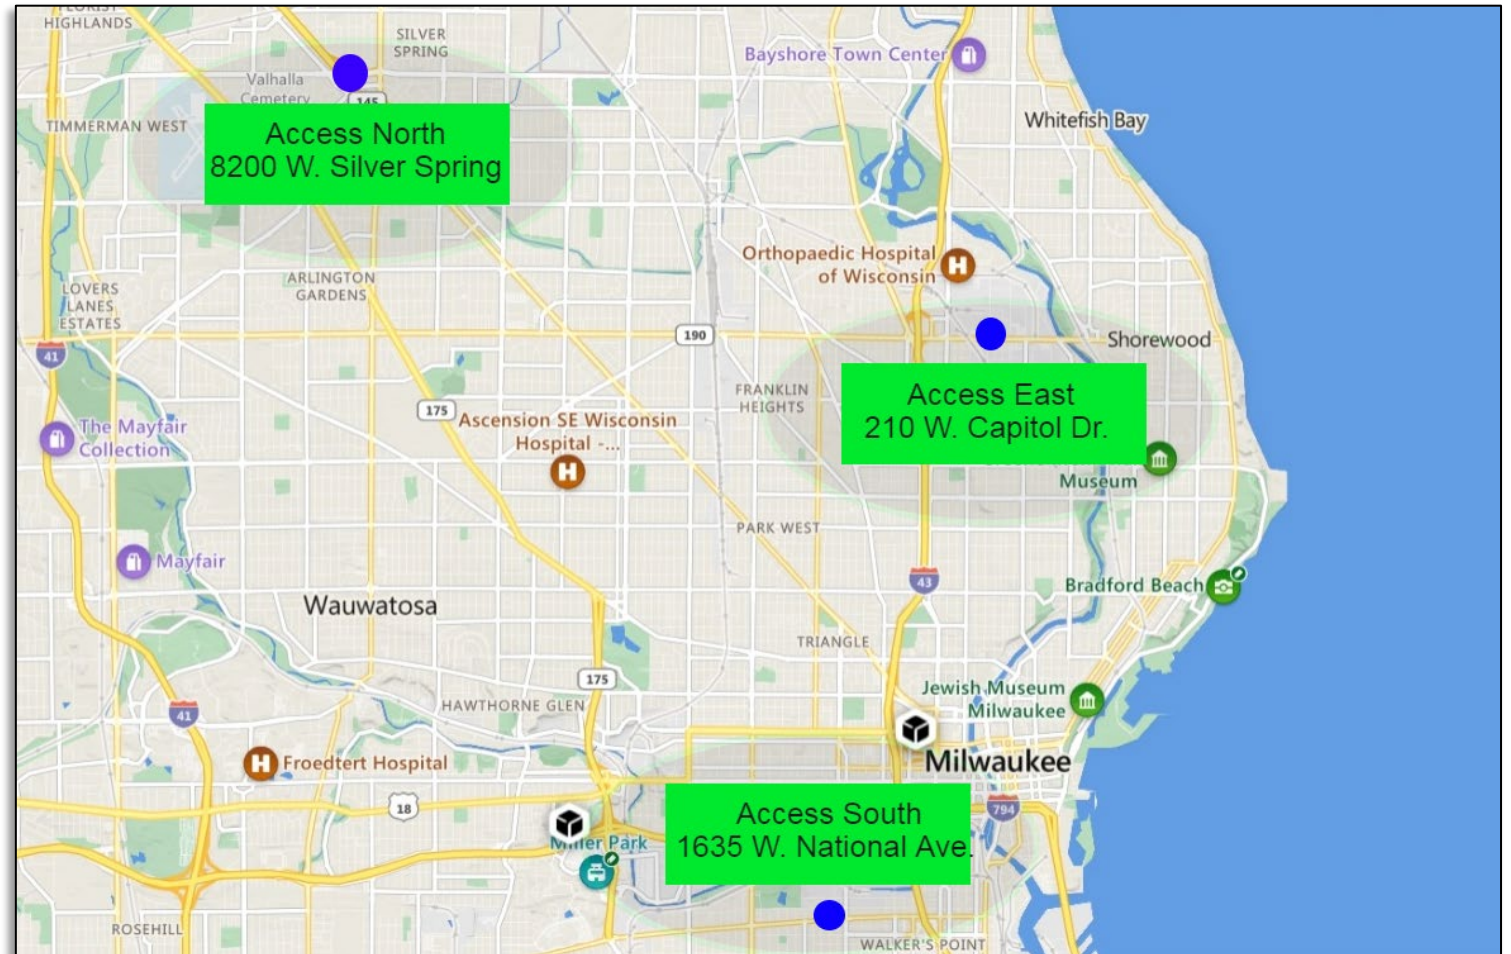 FLORIST
HIGHLANDS
SILVER
SPRING
Bayshore Town Center
Valhalla
Cemetery
145
Whitefish Bay
TIMMERMAN WEST
Access North
8200 W. Silver Spring
Orthopaedic Hospital
of Wisconsin
H
ARLINGTON
GARDENS
LOVERS
LANES
ESTATES
190
Shorewood
41
FRANKLIN
HEIGHTS
Access East
210 W. Capitol Dr.
175
Ascension SE Wisconsin
Hospital -...
H
The Mayfair
Collection
Museum
PARK WEST
Mayfair
43
Bradford Beach
Wauwatosa
TRIANGLE
175
Jewish Museum
Milwaukee
HAWTHORNE GLEN
41
Milwaukee
H
Froedtert Hospital
18
794
Access South
1635 W. National Ave.
Miller Park
ROSEHILL
WALKER'S POINT